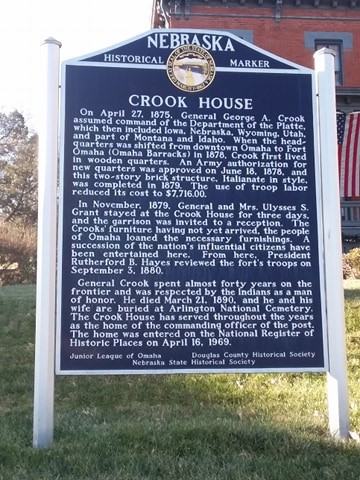 NEBRASKA
HISTORICAL MARKER
CROOK HOUSE
On April 27, 1875, General George A. Crook
assumed command of the Department of the Platte,
which then included Iowa, Nebraska, Wyoming, Utah,
and part of Montana and Idaho. When the head-
quarters was shifted from downtown Omaha to Fort
Omaha (Omaha Barracks) in 1878, Crook first lived
in wooden quarters. An Army authorization for
new quarters was approved on June 18, 1878, and
this two-story brick structure, Italianate in style,
was completed in 1879. The use of troop labor
reduced its cost to $7,716.00.
In November, 1879, General and Mrs. Ulysses S.
Grant stayed at the Crook House for three days,
and the garrison was invited to a reception. The
Crooks' furniture having not yet arrived, the people
of Omaha loaned the necessary furnishings. A
succession of the nation's influential citizens have
been entertained here. From here, President
Rutherford B. Hayes reviewed the fort's troops on
September 3, 1880.
General Crook spent almost forty years on the
frontier and was respected by the Indians as a man
of honor. He died March 21, 1890, and he and his
wife are buried at Arlington National Cemetery.
The Crook House has served throughout the years
as the home of the commanding officer of the post.
The home was entered on the National Register of
Historic Places on April 16, 1969.
Junior League of Omaha Douglas County Historical Society
Nebraska State Historical Society